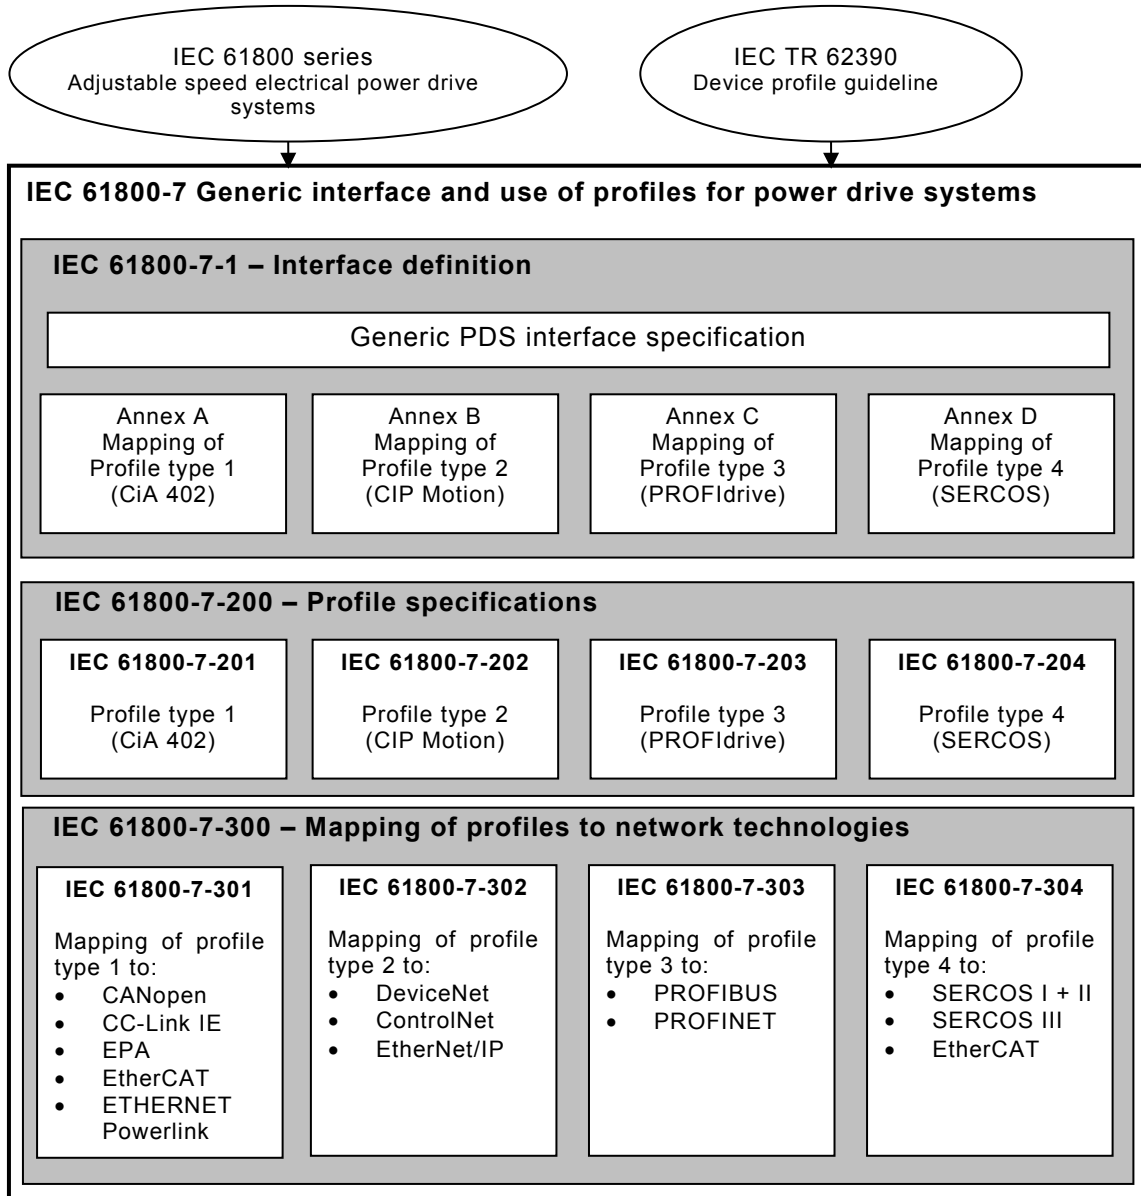 IEC 61800 series
Adjustable speed electrical power drive
systems
IEC TR 62390
Device profile guideline
IEC 61800-7 Generic interface and use of profiles for power drive systems
IEC 61800-7-1 – Interface definition
Generic PDS interface specification
Annex A
Mapping of
Profile type 1
(CiA 402)
Annex B
Mapping of
Profile type 2
(CIP Motion)
Annex C
Mapping of
Profile type 3
(PROFIdrive)
Annex D
Mapping of
Profile type 4
(SERCOS)
IEC 61800-7-200 – Profile specifications
IEC 61800-7-201
Profile type 1
(CiA 402)
IEC 61800-7-202
Profile type 2
(CIP Motion)
IEC 61800-7-203
Profile type 3
(PROFIdrive)
IEC 61800-7-204
Profile type 4
(SERCOS)
IEC 61800-7-300 – Mapping of profiles to network technologies
IEC 61800-7-301
Mapping of profile
type 1 to:
• CANopen
• CC-Link IE
• EPA
• EtherCAT
• ETHERNET
Powerlink
IEC 61800-7-302
Mapping of profile
type 2 to:
• DeviceNet
• ControlNet
• EtherNet/IP
IEC 61800-7-303
Mapping of profile
type 3 to:
• PROFIBUS
• PROFINET
IEC 61800-7-304
Mapping of profile
type 4 to:
• SERCOS I + II
• SERCOS III
• EtherCAT